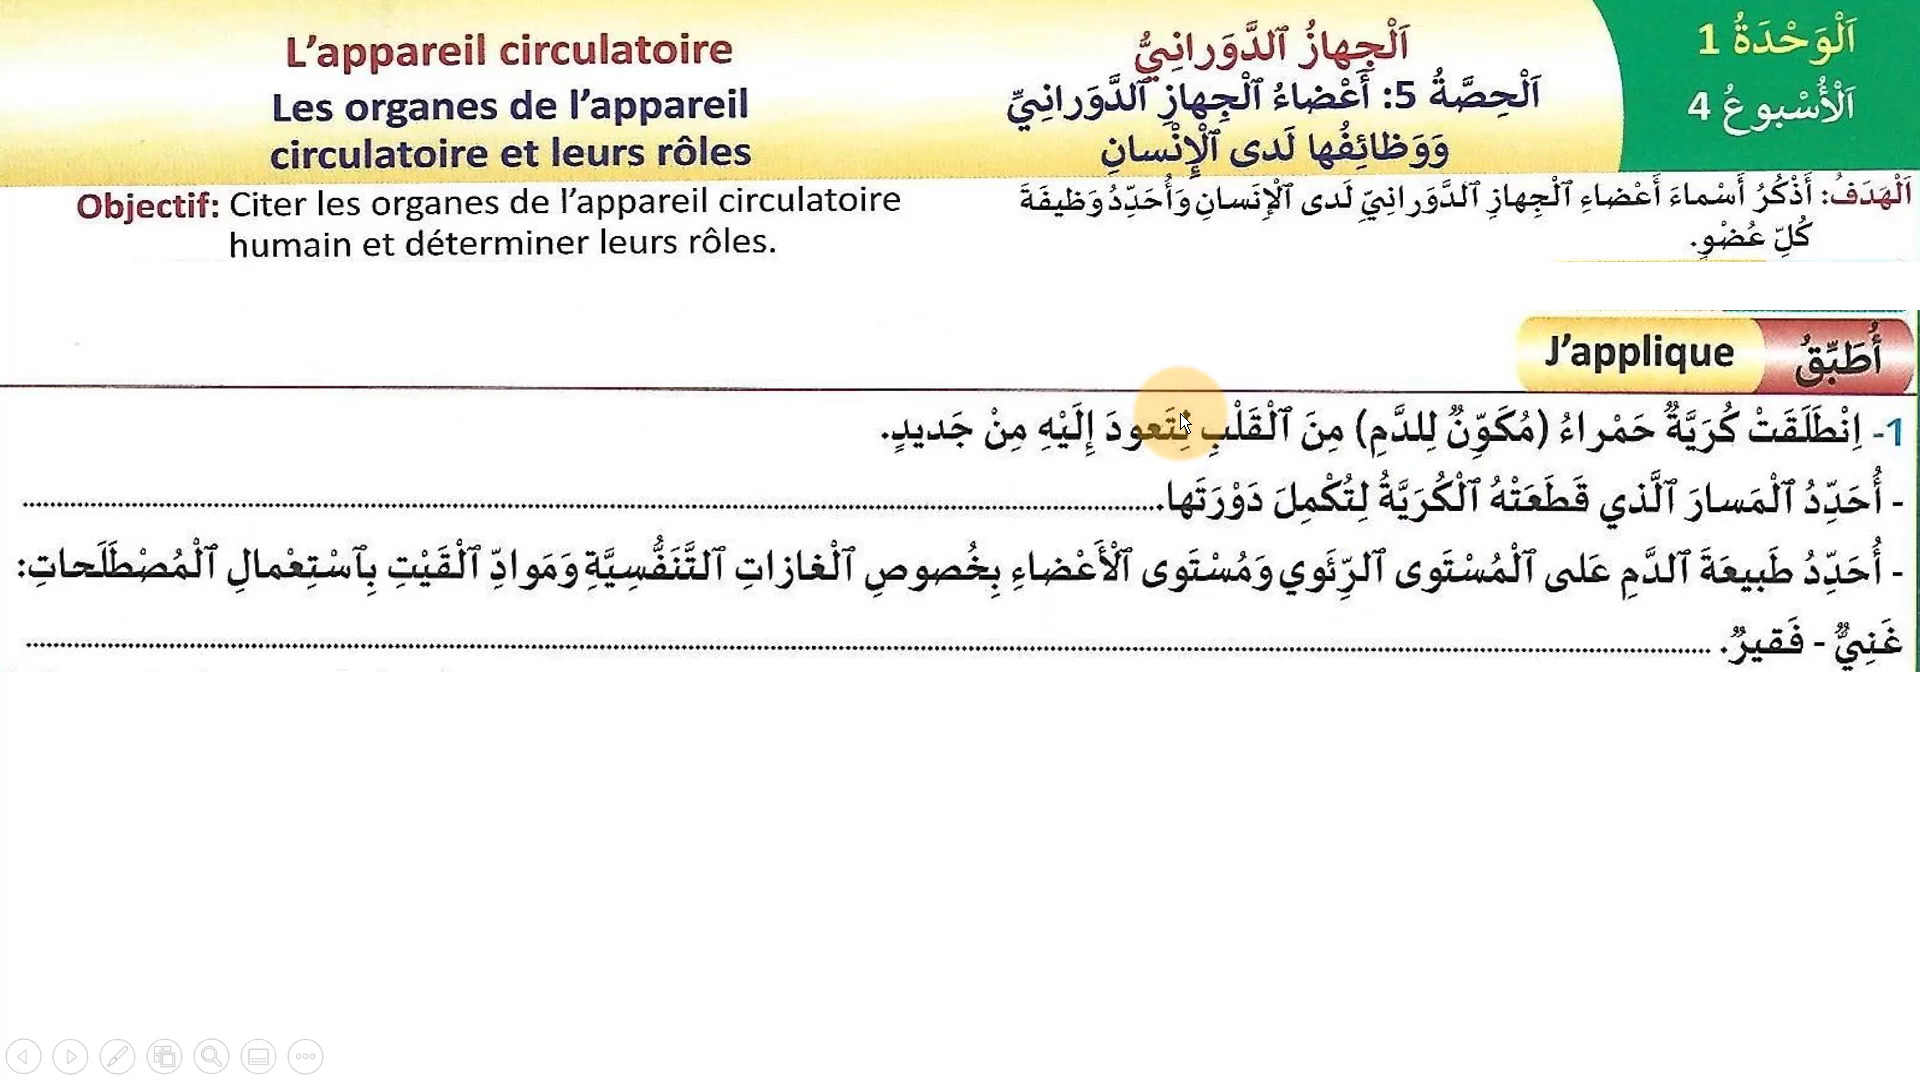 اَلْوَحْدَةُ 1
اَلْأُسْبوعُ 4
اَلْجِهازُ ٱلدَّوَرانِيُّ
اَلْحِصَّةُ 5: أَعْضاءُ ٱلْجِهازِ ٱلدَّوَرانِيِّ
وَوَظائِفُها لَدى ٱلْإِنْسانِ
L’appareil circulatoire
Les organes de l’appareil
circulatoire et leurs rôles
اَلْهَدَفُ: أَذْكُرُ أَسْماءَ أَعْضاءِ ٱلْجِهازِ ٱلدَّوَرانِيِّ لَدى ٱلْإِنَسانِ وَأُحَدِّدُ وَظيفَةَ
كُلِّ عُضْوٍ.
Objectif: Citer les organes de l’appareil circulatoire
humain et déterminer leurs rôles.
أُطَبِّقُ J’applique
1- اِنْطَلَقَتْ كُرَيَّةٌ حَمْراءُ (مُكَوِّنٌ لِلدَّمِ) مِنَ ٱلْقَلْبِ لِتَعودَ إِلَيْهِ مِنْ جَديدٍ.
- أُحَدِّدُ ٱلْمَسارَ ٱلَّذي قَطَعَتْهُ ٱلْكُرَيَّةُ لِتُكْمِلَ دَوْرَتَها.
- أُحَدِّدُ طَبيعَةَ ٱلدَّمِ عَلى ٱلْمُسْتَوى ٱلرِّئَوي وَمُسْتَوى ٱلْأَعْضاءِ بِخُصوصِ ٱلْغازاتِ ٱلتَّنَفُّسِيَّةِ وَمَوادِّ ٱلْقَيْتِ بِٱسْتِعْمالِ ٱلْمُصْطَلَحاتِ:
غَنِيٌّ - فَقيرٌ.